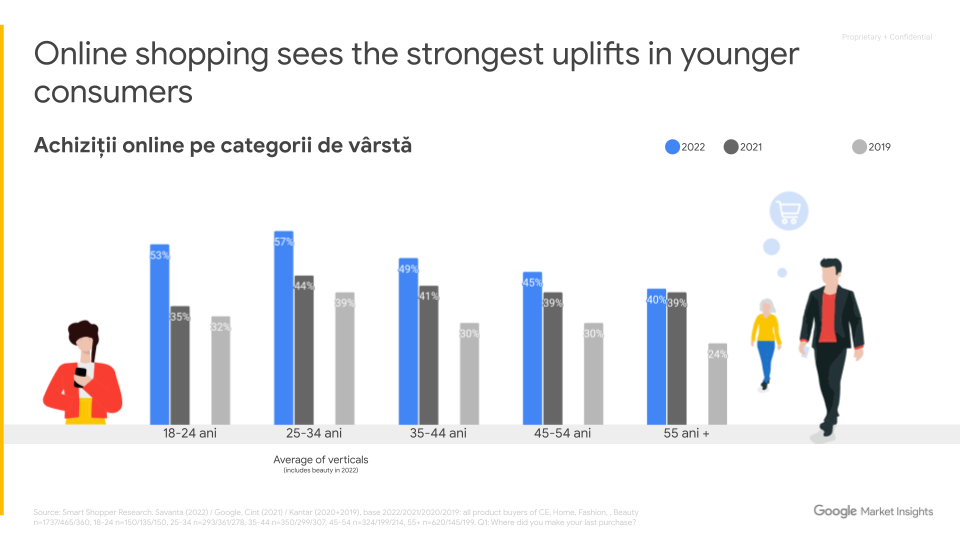 Proprietary + Confidential
Online shopping sees the strongest uplifts in younger
consumers
Achiziții online pe categorii de vârstă
2022
2021
2019
53%
35%
32%
57%
44%
39%
49%
41%
30%
45%
39%
30%
40%
39%
24%
18-24 ani
25-34 ani
35-44 ani
45-54 ani
55 ani +
Average of verticals
(includes beauty in 2022)
Source: Smart Shopper Research. Savanta (2022) / Google, Cint (2021) / Kantar (2020+2019), base 2022/2021/2020/2019: all product buyers of CE, Home, Fashion, , Beauty
n=1737/465/360, 18-24 n=150/135/150, 25-34 n=293/361/278, 35-44 n=350/299/307, 45-54 n=324/199/214, 55+ n=620/145/199. Q1: Where did you make your last purchase?
Google Market Insights